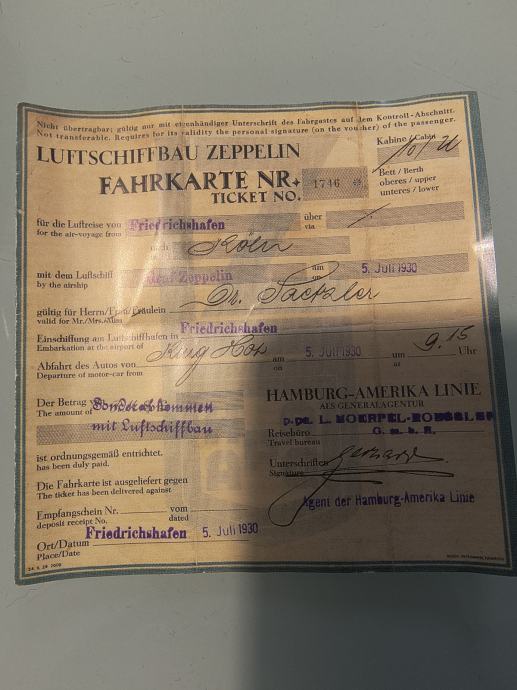 Nicht übertragbar; gültig nur mit eigenhändiger Unterschrift des Fahrgastes auf dem Kontroll-Abschnitt.
Not transferable. Requires for its validity the personal signature (on the voucher) of the passenger.
LUFTSCHIFFBAU ZEPPELIN
Kabine / Cabin
FAHRKARTE NR. 1746
TICKET NO.
Bett / Berth
oberes / upper
unteres / lower
für die Luftreise von Friedrichshafen über
for the air-voyage from via
nach Köln
mit dem Luftschiff Graf Zeppelin am 5. Juli 1930
by the airship on
gültig für Herrn/Frau/Fräulein Dr.
valid for Mr./Mrs./Miss
Einschiffung am Luftschiffhafen in Friedrichshafen
Embarkation at the airport of
Abfahrt des Autos von am 5. Juli 1930 um 9.15 Uhr
Departure of motor-car from on at
HAMBURG-AMERIKA LINIE
ALS GENERALAGENTUR
Der Betrag Sonderabkommen
The amount of mit Luftschiffbau
Reisebüro G. m. b. H.
Travel bureau
ist ordnungsgemäß entrichtet.
has been duly paid.
Unterschriften
Signature
Die Fahrkarte ist ausgeliefert gegen
The ticket has been delivered against
Agent der Hamburg-Amerika Linie
Empfangschein Nr. vom
deposit receipt No. dated
Ort/Datum Friedrichshafen 5. Juli 1930
Place/Date